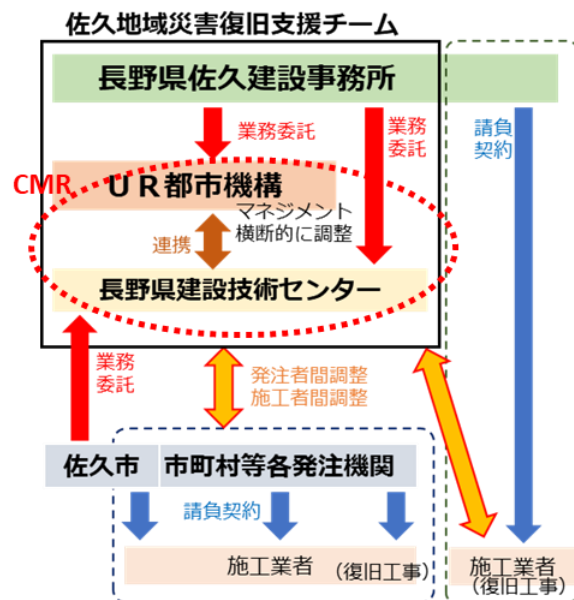 佐久地域災害復旧支援チーム
長野県佐久建設事務所
業務委託
業務
委託
請負
契約
CMR
UR都市機構
マネジメント
横断的に調整
連携
長野県建設技術センター
業務
委託
発注者間調整
施工者間調整
佐久市
市町村等各発注機関
請負契約
施工業者
(復旧工事)
施工業者
(復旧工事)